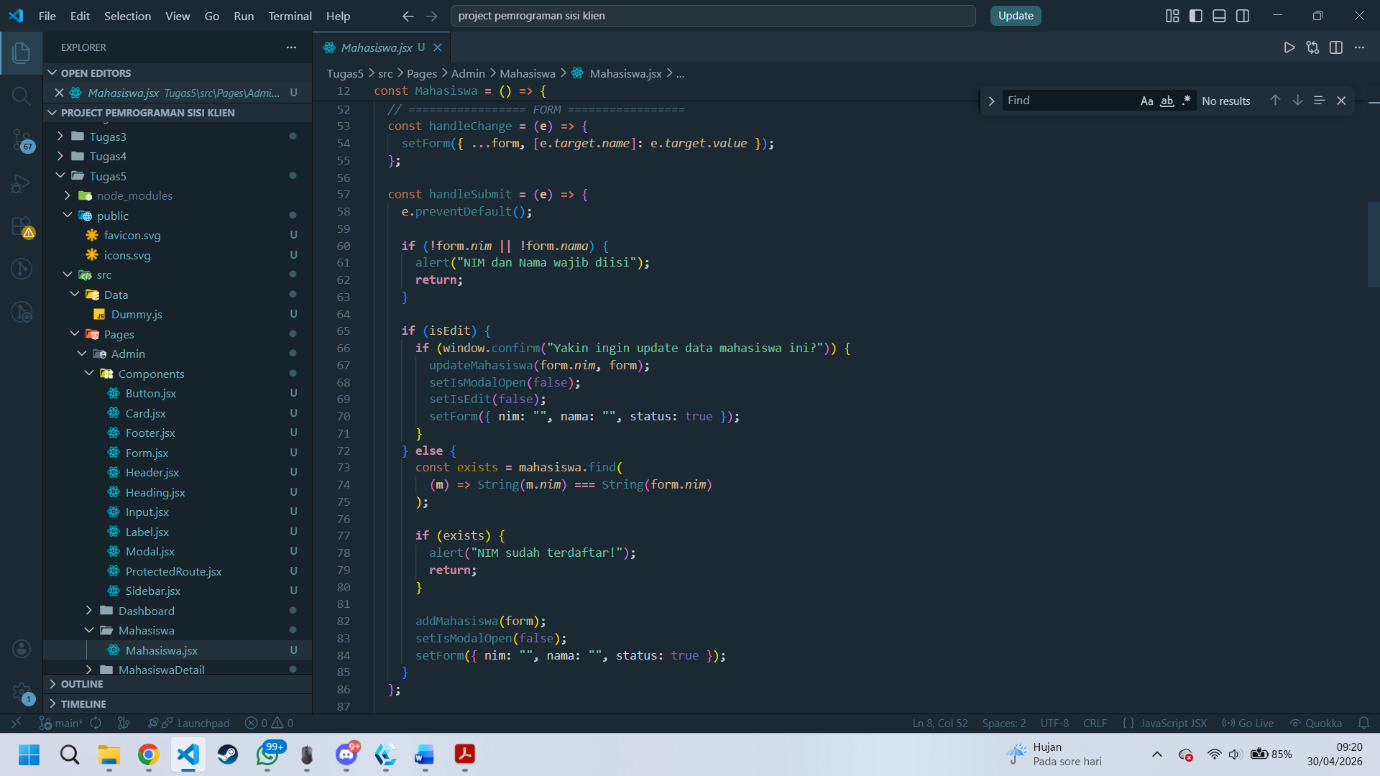 File Edit Selection View Go Run Terminal Help
project pemrograman sisi klien
Update
EXPLORER
OPEN EDITORS
Mahasiswa.jsx Tugas5\src\Pages\Admi... U
PROJECT PEMROGRAMAN SISI KLIEN
Tugas3
Tugas4
Tugas5
node_modules
public
favicon.svg U
icons.svg U
src
Data
Dummy.js U
Pages
Admin
Components
Button.jsx U
Card.jsx U
Footer.jsx U
Form.jsx U
Header.jsx U
Heading.jsx U
Input.jsx U
Label.jsx U
Modal.jsx U
ProtectedRoute.jsx U
Sidebar.jsx U
Dashboard
Mahasiswa
Mahasiswa.jsx U
MahasiswaDetail
OUTLINE
TIMELINE
67
1
Mahasiswa.jsx U
Tugas5 > src > Pages > Admin > Mahasiswa > Mahasiswa.jsx > ...
Find
Aa ab .* No results
12 const Mahasiswa = () => {
52 // ================= FORM =================
53 const handleChange = (e) => {
54 setForm({ ...form, [e.target.name]: e.target.value });
55 };
56
57 const handleSubmit = (e) => {
58 e.preventDefault();
59
60 if (!form.nim || !form.nama) {
61 alert("NIM dan Nama wajib diisi");
62 return;
63 }
64
65 if (isEdit) {
66 if (window.confirm("Yakin ingin update data mahasiswa ini?")) {
67 updateMahasiswa(form.nim, form);
68 setIsModalOpen(false);
69 setIsEdit(false);
70 setForm({ nim: "", nama: "", status: true });
71 }
72 } else {
73 const exists = mahasiswa.find(
74 (m) => String(m.nim) === String(form.nim)
75 );
76
77 if (exists) {
78 alert("NIM sudah terdaftar!");
79 return;
80 }
81
82 addMahasiswa(form);
83 setIsModalOpen(false);
84 setForm({ nim: "", nama: "", status: true });
85 }
86 };
87
main* Launchpad 0 0
Ln 8, Col 52 Spaces: 2 UTF-8 CRLF { } JavaScript JSX Go Live Quokka
99+
9+
Hujan
Pada sore hari
85%
09:20
30/04/2026